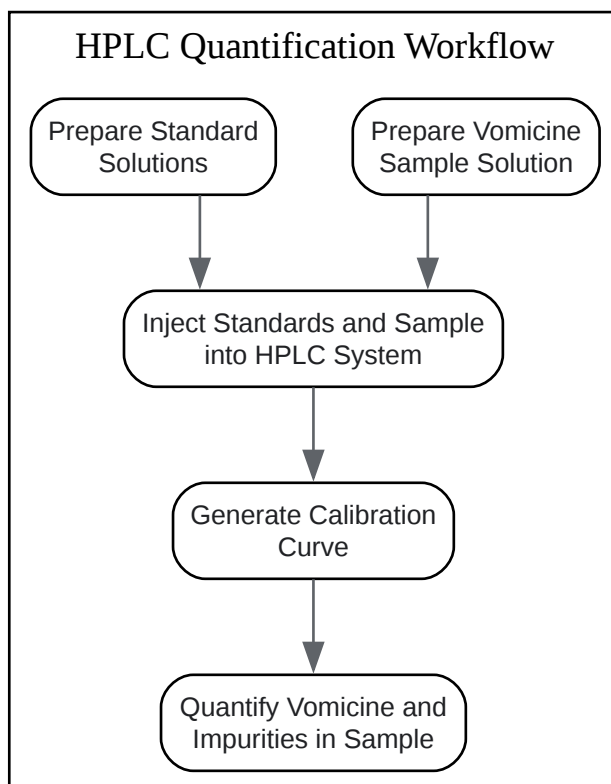 HPLC Quantification Workflow
Prepare Standard
Solutions
Prepare Vomicine
Sample Solution
Inject Standards and Sample
into HPLC System
Generate Calibration
Curve
Quantify Vomicine and
Impurities in Sample